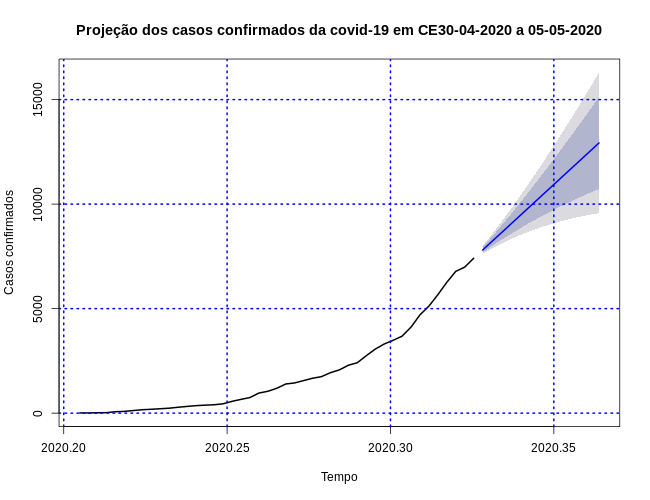 Projeção dos casos confirmados da covid-19 em CE30-04-2020 a 05-05-2020
Casos confirmados
15000
10000
5000
0
2020.20 2020.25 2020.30 2020.35
Tempo